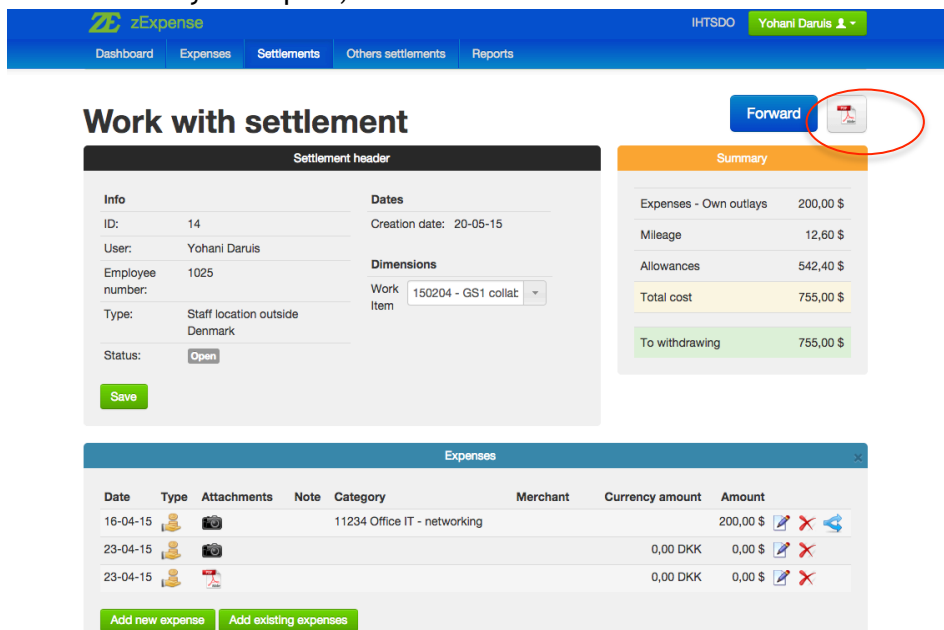 zExpense IHTSDO Yohani Daruis
Dashboard Expenses Settlements Others settlements Reports
Work with settlement
Forward
Settlement header
Info
ID: 14
User: Yohani Daruis
Employee number: 1025
Type: Staff location outside Denmark
Status: Open
Save
Dates
Creation date: 20-05-15
Dimensions
Work Item 150204 - GS1 collab
Summary
Expenses - Own outlays 200,00 $
Mileage 12,60 $
Allowances 542,40 $
Total cost 755,00 $
To withdrawing 755,00 $
Expenses
Date Type Attachments Note Category Merchant Currency amount Amount
16-04-15 11234 Office IT - networking 200,00 $
23-04-15 0,00 DKK 0,00 $
23-04-15 0,00 DKK 0,00 $
Add new expense Add existing expenses